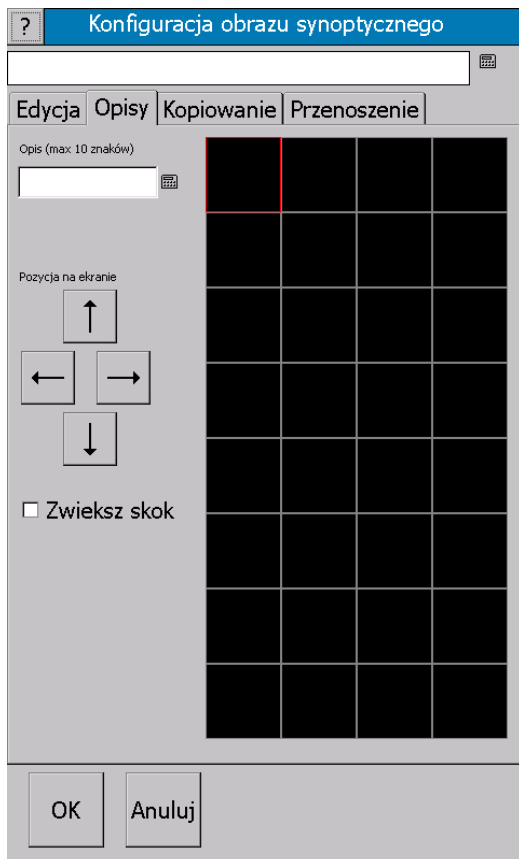 ? Konfiguracja obrazu synoptycznego
Edycja Opisy Kopiowanie Przenoszenie
Opis (max 10 znaków)
Pozycja na ekranie
↑
← →
↓
Zwieksz skok
OK Anuluj